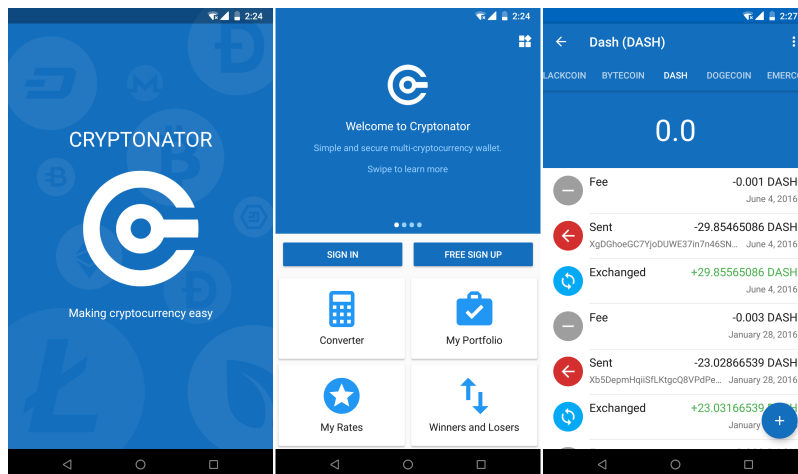 2:24
CRYPTONATOR
Making cryptocurrency easy
2:24
Welcome to Cryptonator
Simple and secure multi-cryptocurrency wallet.
Swipe to learn more
SIGN IN
FREE SIGN UP
Converter
My Portfolio
My Rates
Winners and Losers
2:27
Dash (DASH)
LACKCOIN BYTECOIN DASH DOGECOIN EMERC
0.0
Fee -0.001 DASH
June 4, 2016
Sent -29.85465086 DASH
XgDGhoeGC7YjoDUWE37in7n46SN... June 4, 2016
Exchanged +29.85565086 DASH
June 4, 2016
Fee -0.003 DASH
January 28, 2016
Sent -23.02866539 DASH
Xb5DepmHqiiSfLKtgcQ8VPdPe... January 28, 2016
Exchanged +23.03166539 DASH
January